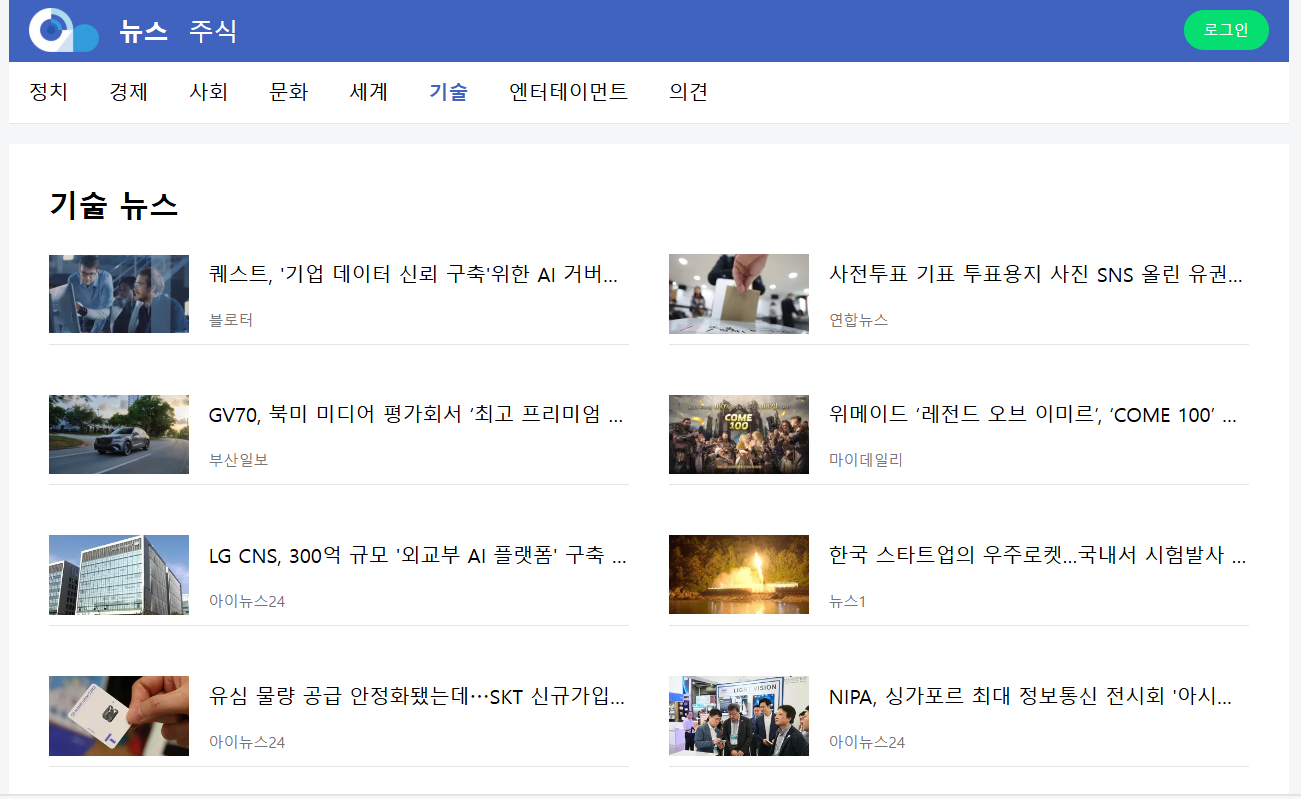 뉴스 주식
로그인
정치 경제 사회 문화 세계 기술 엔터테이먼트 의견
기술 뉴스
퀘스트, '기업 데이터 신뢰 구축'위한 AI 거버...
블로터
사전투표 기표 투표용지 사진 SNS 올린 유권...
연합뉴스
GV70, 북미 미디어 평가회서 ‘최고 프리미엄 ...
부산일보
COME
100
위메이드 ‘레전드 오브 이미르’, ‘COME 100’ ...
마이데일리
LG CNS, 300억 규모 '외교부 AI 플랫폼' 구축 ...
아이뉴스24
한국 스타트업의 우주로켓…국내서 시험발사 ...
뉴스1
유심 물량 공급 안정화됐는데…SKT 신규가입...
아이뉴스24
LIGHT VISION
NIPA, 싱가포르 최대 정보통신 전시회 '아시...
아이뉴스24